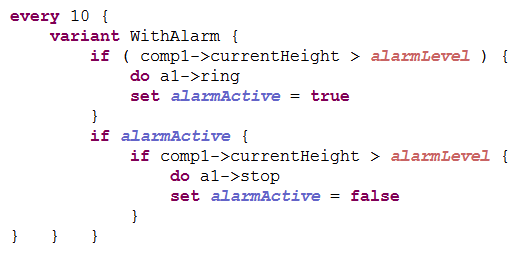 every 10 {
    variant WithAlarm {
        if ( comp1->currentHeight > alarmLevel ) {
            do a1->ring
            set alarmActive = true
        }
        if alarmActive {
            if comp1->currentHeight > alarmLevel {
                do a1->stop
                set alarmActive = false
            }
}   }   }